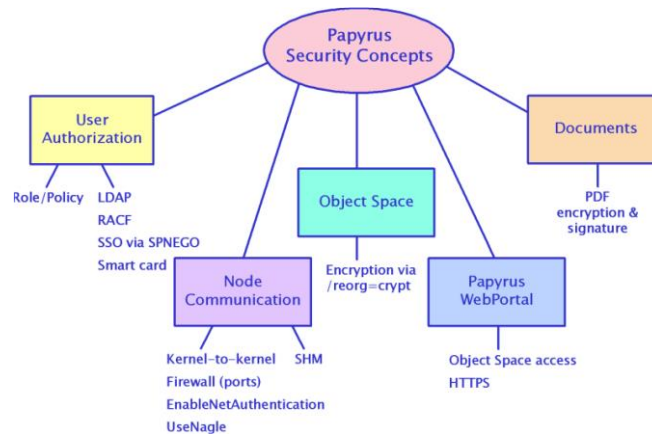 Papyrus
Security Concepts
User
Authorization
Documents
Role/Policy
LDAP
RACF
SSO via SPNEGO
Smart card
Object Space
PDF
encryption &
signature
Node
Communication
Encryption via
/reorg=crypt
Papyrus
WebPortal
Kernel-to-kernel
Firewall (ports)
EnableNetAuthentication
UseNagle
SHM
Object Space access
HTTPS